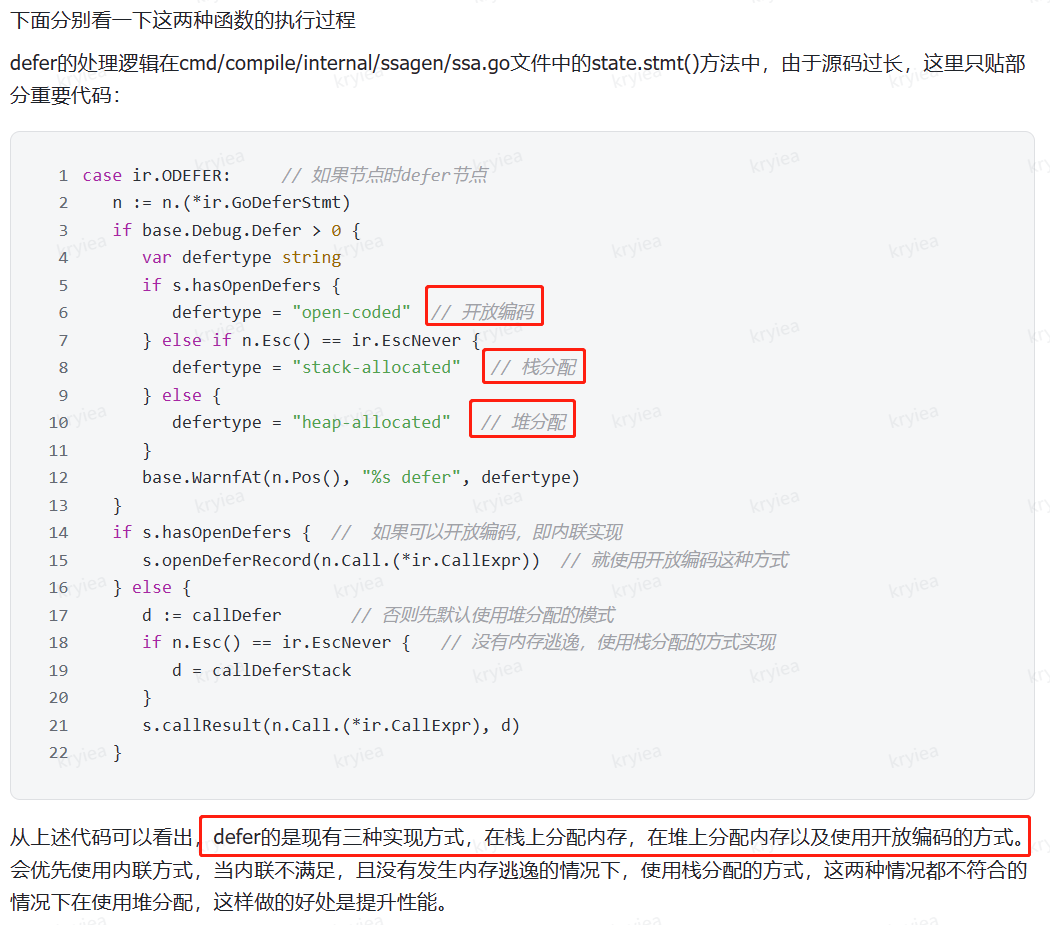 下面分别看一下这两种函数的执行过程
defer的处理逻辑在cmd/compile/internal/ssagen/ssa.go文件中的state.stmt()方法中，由于源码过长，这里只贴部
分重要代码：
1 case ir.ODEFER:     // 如果节点时defer节点
2    n := n.(*ir.GoDeferStmt)
3    if base.Debug.Defer > 0 {
4       var defertype string
5       if s.hasOpenDefers {
6          defertype = "open-coded"  // 开放编码
7       } else if n.Esc() == ir.EscNever {
8          defertype = "stack-allocated"   // 栈分配
9       } else {
10          defertype = "heap-allocated"   // 堆分配
11       }
12       base.WarnfAt(n.Pos(), "%s defer", defertype)
13    }
14    if s.hasOpenDefers {  //  如果可以开放编码，即内联实现
15       s.openDeferRecord(n.Call.(*ir.CallExpr))  // 就使用开放编码这种方式
16    } else {
17       d := callDefer       // 否则先默认使用堆分配的模式
18       if n.Esc() == ir.EscNever {   // 没有内存逃逸，使用栈分配的方式实现
19          d = callDeferStack
20       }
21       s.callResult(n.Call.(*ir.CallExpr), d)
22    }
从上述代码可以看出，defer的是现有三种实现方式，在栈上分配内存，在堆上分配内存以及使用开放编码的方式。
会优先使用内联方式，当内联不满足，且没有发生内存逃逸的情况下，使用栈分配的方式，这两种情况都不符合的
情况下在使用堆分配，这样做的好处是提升性能。